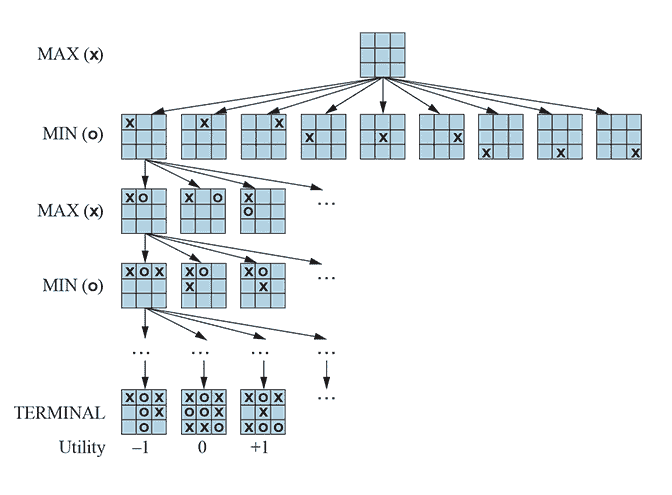 MAX (x)
MIN (o)
x x x x x x x x x
MAX (x)
x o x o x
o
...
MIN (o)
x o x x o x o
x x
...
... ... ... ...
TERMINAL
x o x x o x x o x
o x o o x x
o x x o x o o
...
Utility –1 0 +1